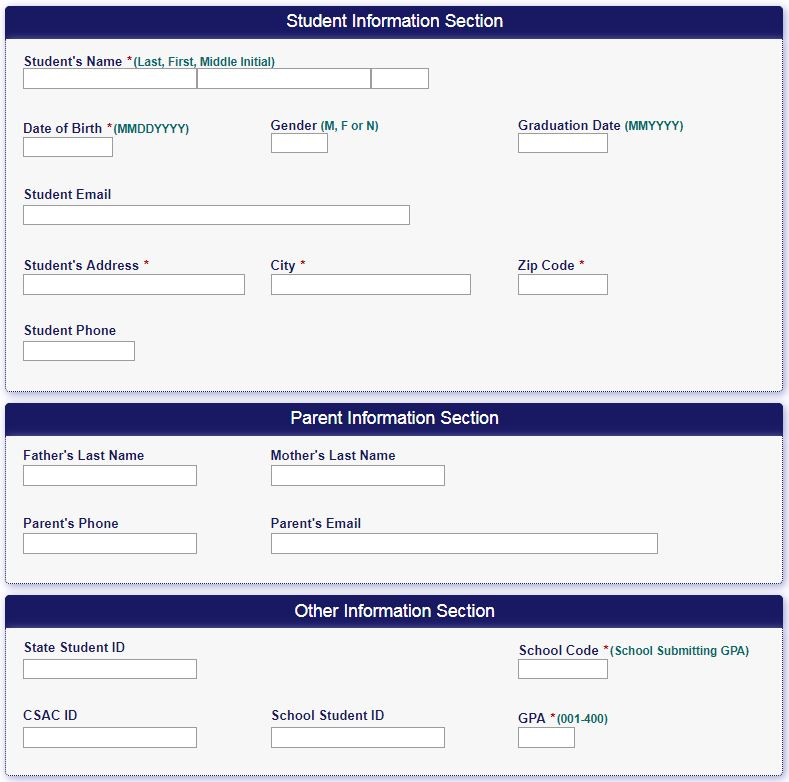 Student Information Section
Student's Name *(Last, First, Middle Initial)
Date of Birth *(MMDDYYYY) Gender (M, F or N) Graduation Date (MMYYYY)
Student Email
Student's Address * City * Zip Code *
Student Phone
Parent Information Section
Father's Last Name Mother's Last Name
Parent's Phone Parent's Email
Other Information Section
State Student ID School Code *(School Submitting GPA)
CSAC ID School Student ID GPA *(001-400)